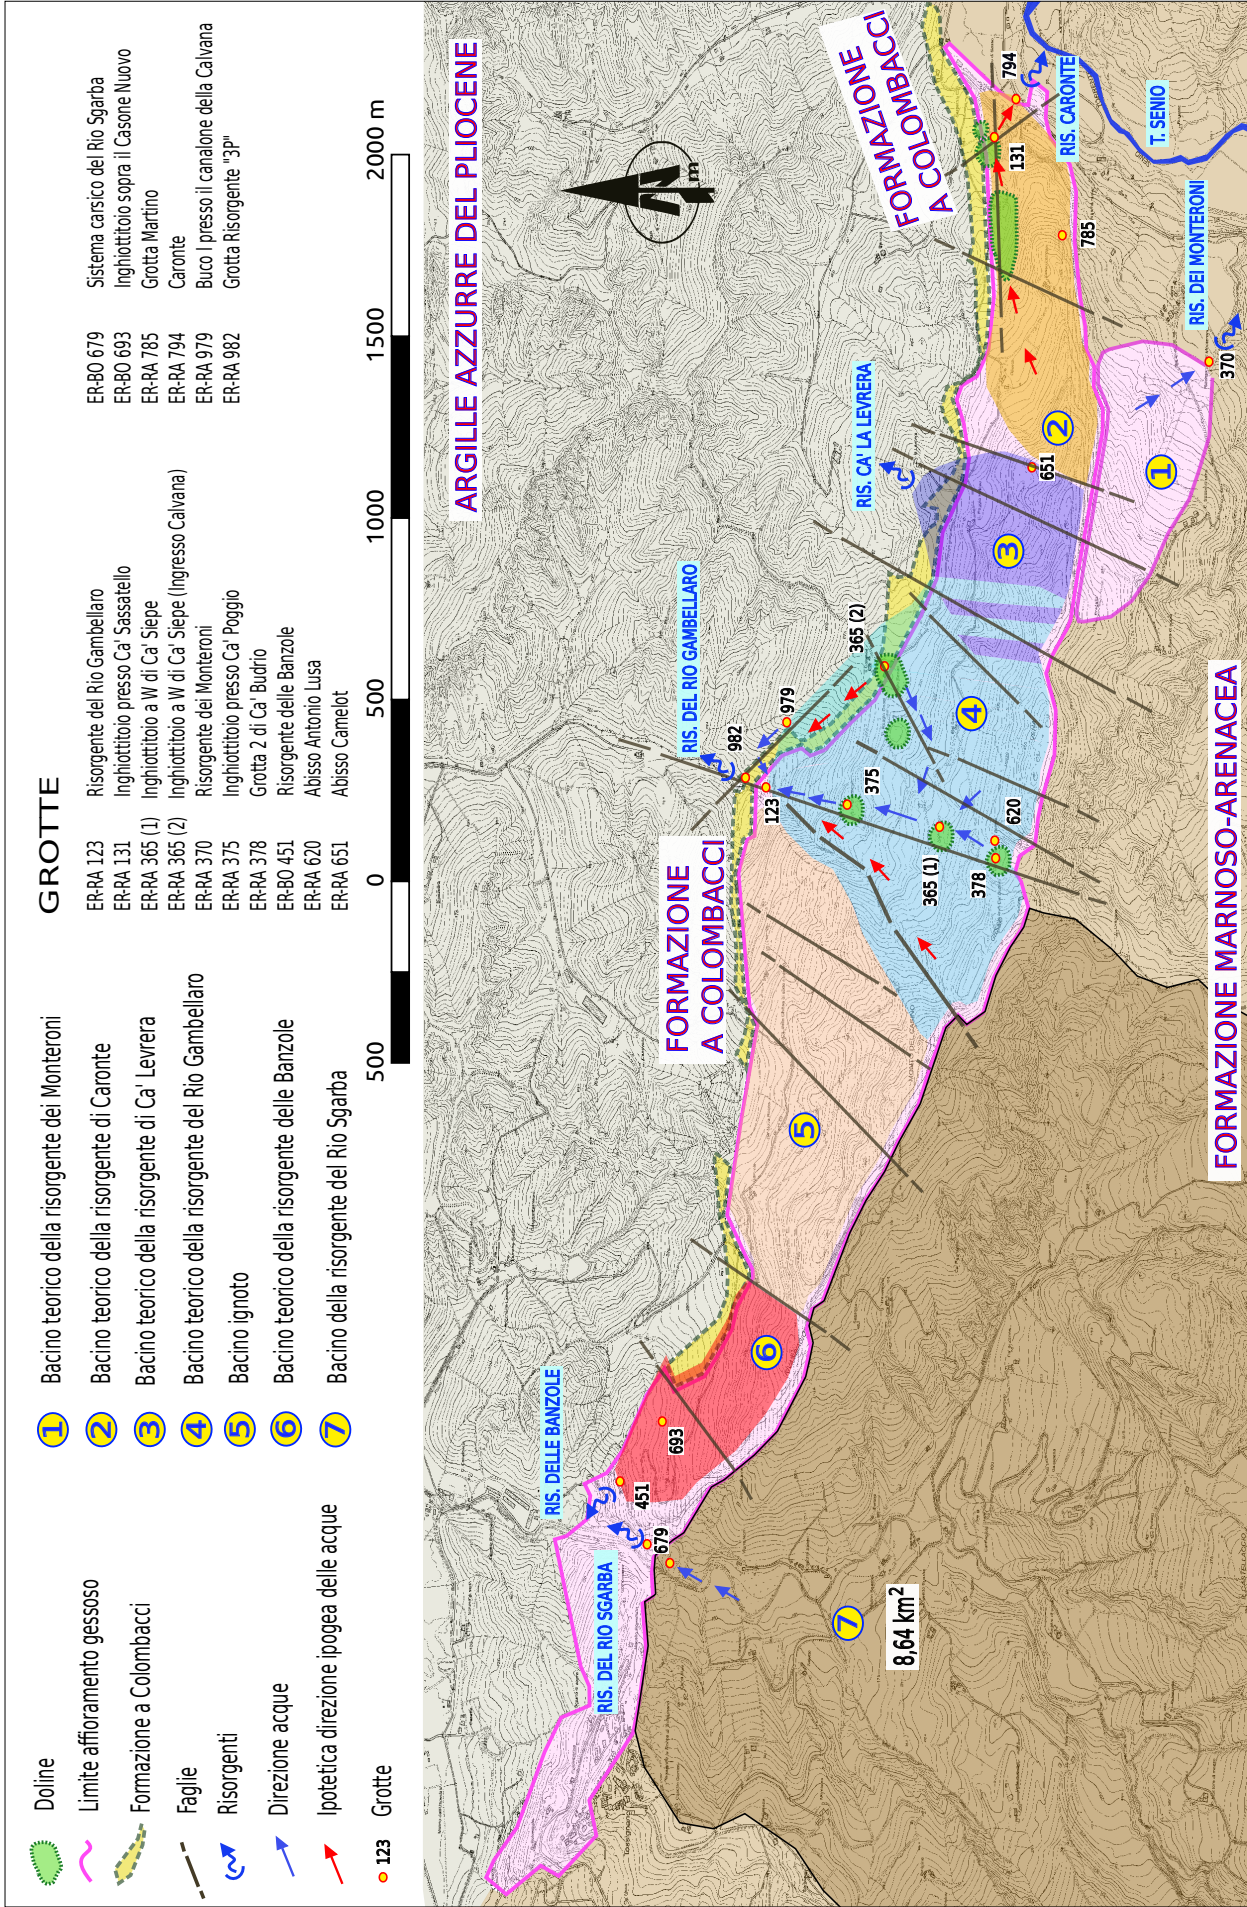 Doline
Limite affioramento gessoso
Formazione a Colombacci
Faglie
Risorgenti
Direzione acque
Ipotetica direzione ipogea delle acque
123 Grotte
1 Bacino teorico della risorgente dei Monteroni
2 Bacino teorico della risorgente di Caronte
3 Bacino teorico della risorgente di Ca' Levrera
4 Bacino teorico della risorgente del Rio Gambellaro
5 Bacino ignoto
6 Bacino teorico della risorgente delle Banzole
7 Bacino della risorgente del Rio Sgarba
GROTTE
ER-RA 123 Risorgente del Rio Gambellaro
ER-RA 131 Inghiottitoio presso Ca' Sassatello
ER-RA 365 (1) Inghiottitoio a W di Ca' Siepe
ER-RA 365 (2) Inghiottitoio a W di Ca' Siepe (Ingresso Calvana)
ER-RA 370 Risorgente dei Monteroni
ER-RA 375 Inghiottitoio presso Ca' Poggio
ER-RA 378 Grotta 2 di Ca' Budrio
ER-BO 451 Risorgente delle Banzole
ER-RA 620 Abisso Antonio Lusa
ER-RA 651 Abisso Camelot
ER-BO 679 Sistema carsico del Rio Sgarba
ER-BO 693 Inghiottitoio sopra il Casone Nuovo
ER-RA 785 Grotta Martino
ER-RA 794 Caronte
ER-RA 979 Buco I presso il canalone della Calvana
ER-RA 982 Grotta Risorgente "3P"
500 0 500 1000 1500 2000 m
ARGILLE AZZURRE DEL PLIOCENE
m
RIS. DELLE BANZOLE
RIS. DEL RIO SGARBA
451
679
693
6
7
8,64 km2
5
FORMAZIONE
A COLOMBACCI
RIS. DEL RIO GAMBELLARO
982
979
123
375
365 (2)
365 (1)
378
620
4
RIS. CA' LA LEVRERA
3
651
2
1
FORMAZIONE
A COLOMBACCI
794
131
785
RIS. CARONTE
T. SENIO
RIS. DEI MONTERONI
370
FORMAZIONE MARNOSO-ARENACEA